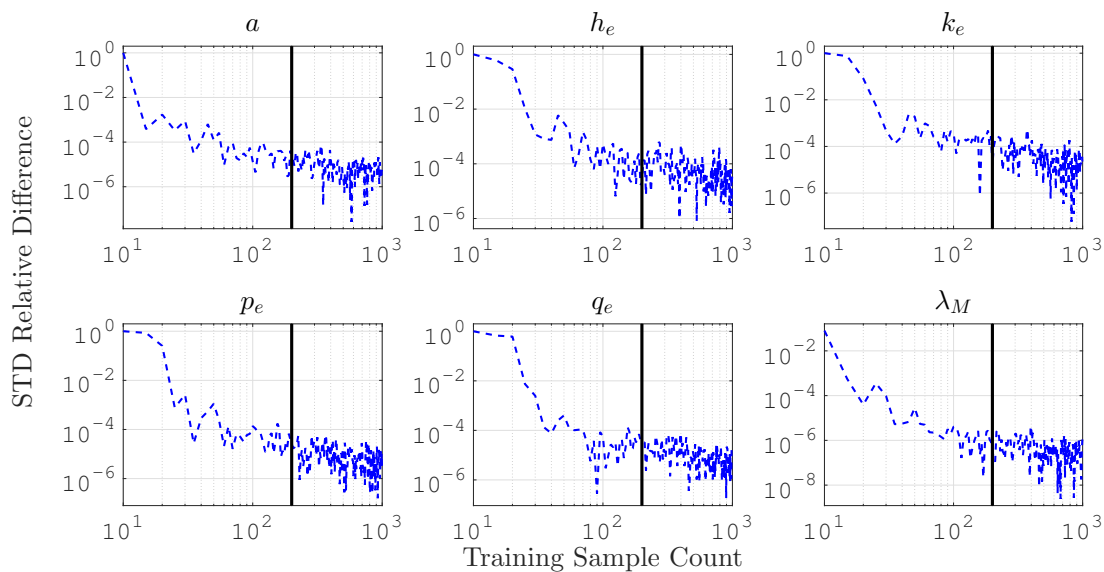 a h_e k_e
10^0 10^0 10^0
10^-2 10^-2 10^-2
10^-4 10^-4 10^-4
10^-6 10^-6 10^-6
10^1 10^2 10^3 10^1 10^2 10^3 10^1 10^2 10^3
STD Relative Difference
p_e q_e λ_M
10^0 10^0 10^-2
10^-2 10^-2 10^-4
10^-4 10^-4 10^-6
10^-6 10^-6 10^-8
10^1 10^2 10^3 10^1 10^2 10^3 10^1 10^2 10^3
Training Sample Count